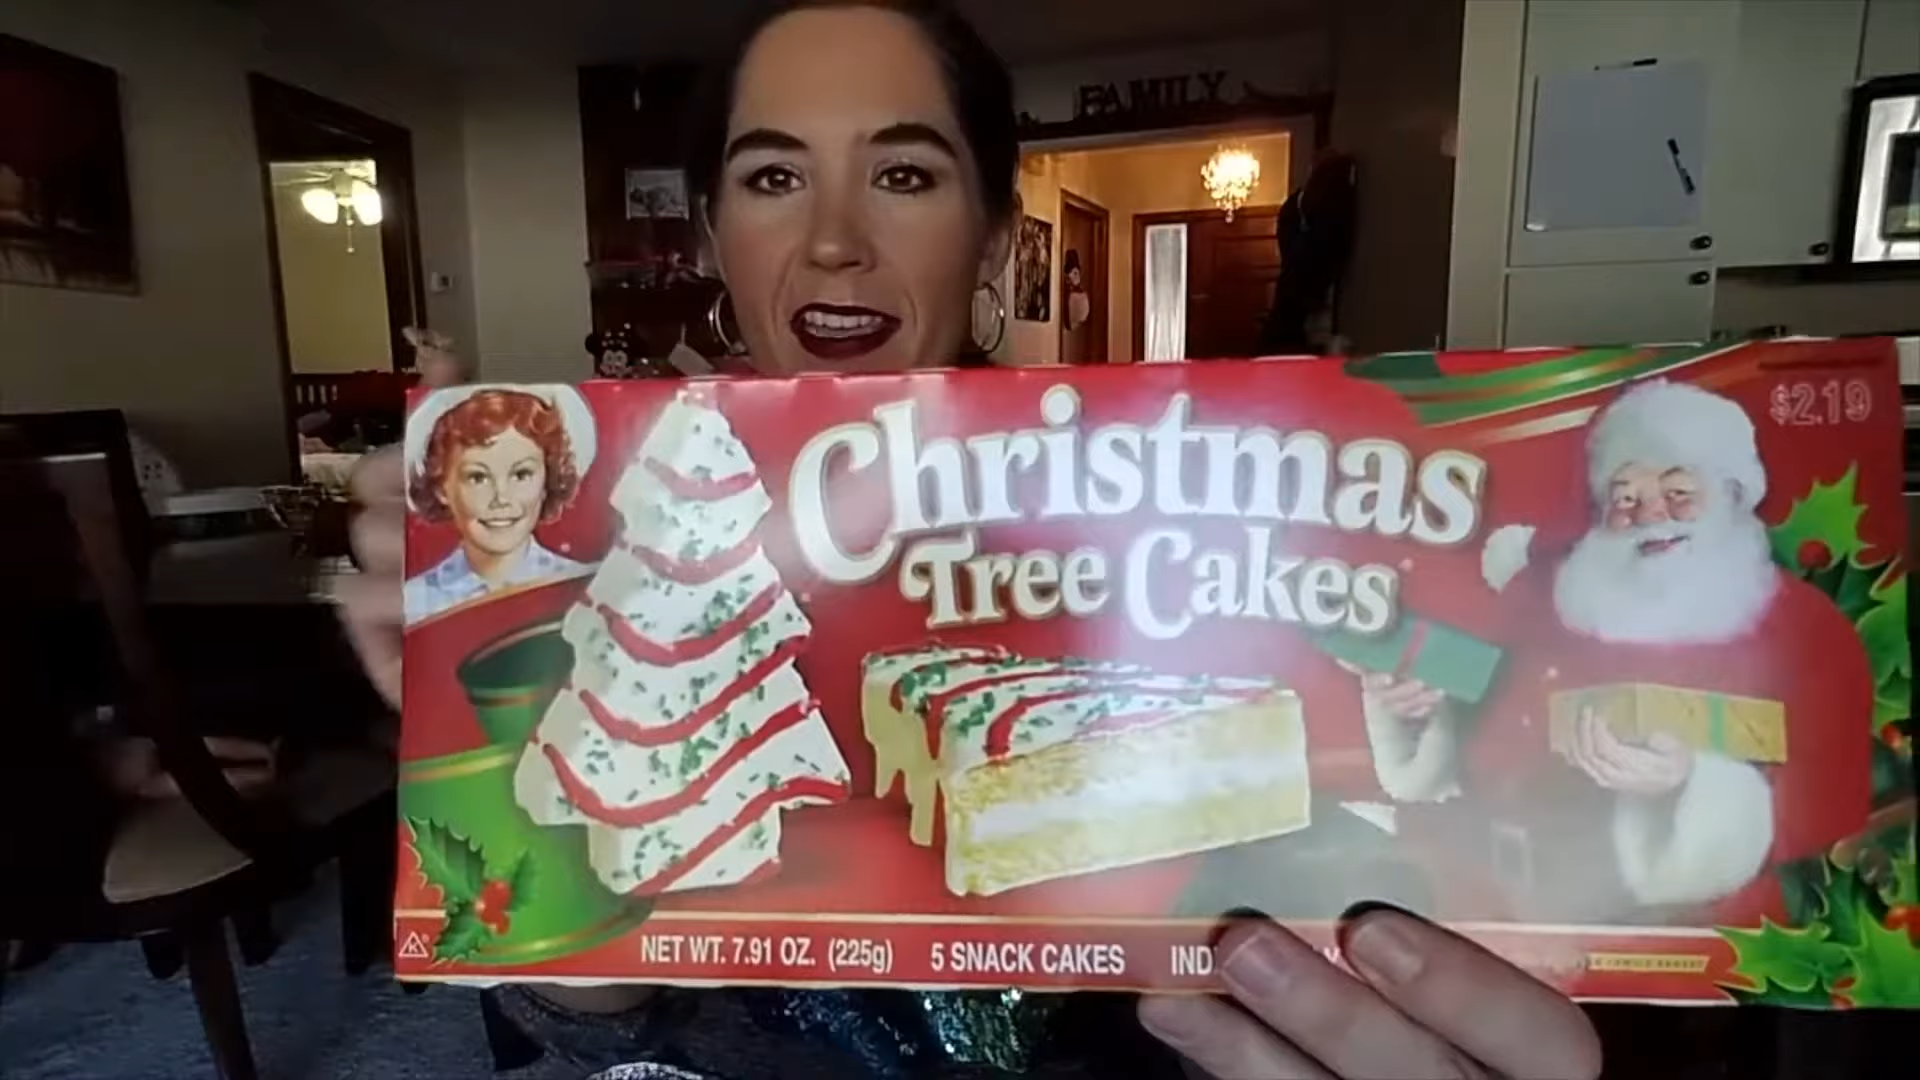 FAMILY
$2.19
Christmas
Tree Cakes
K
NET WT. 7.91 OZ. (225g) 5 SNACK CAKES